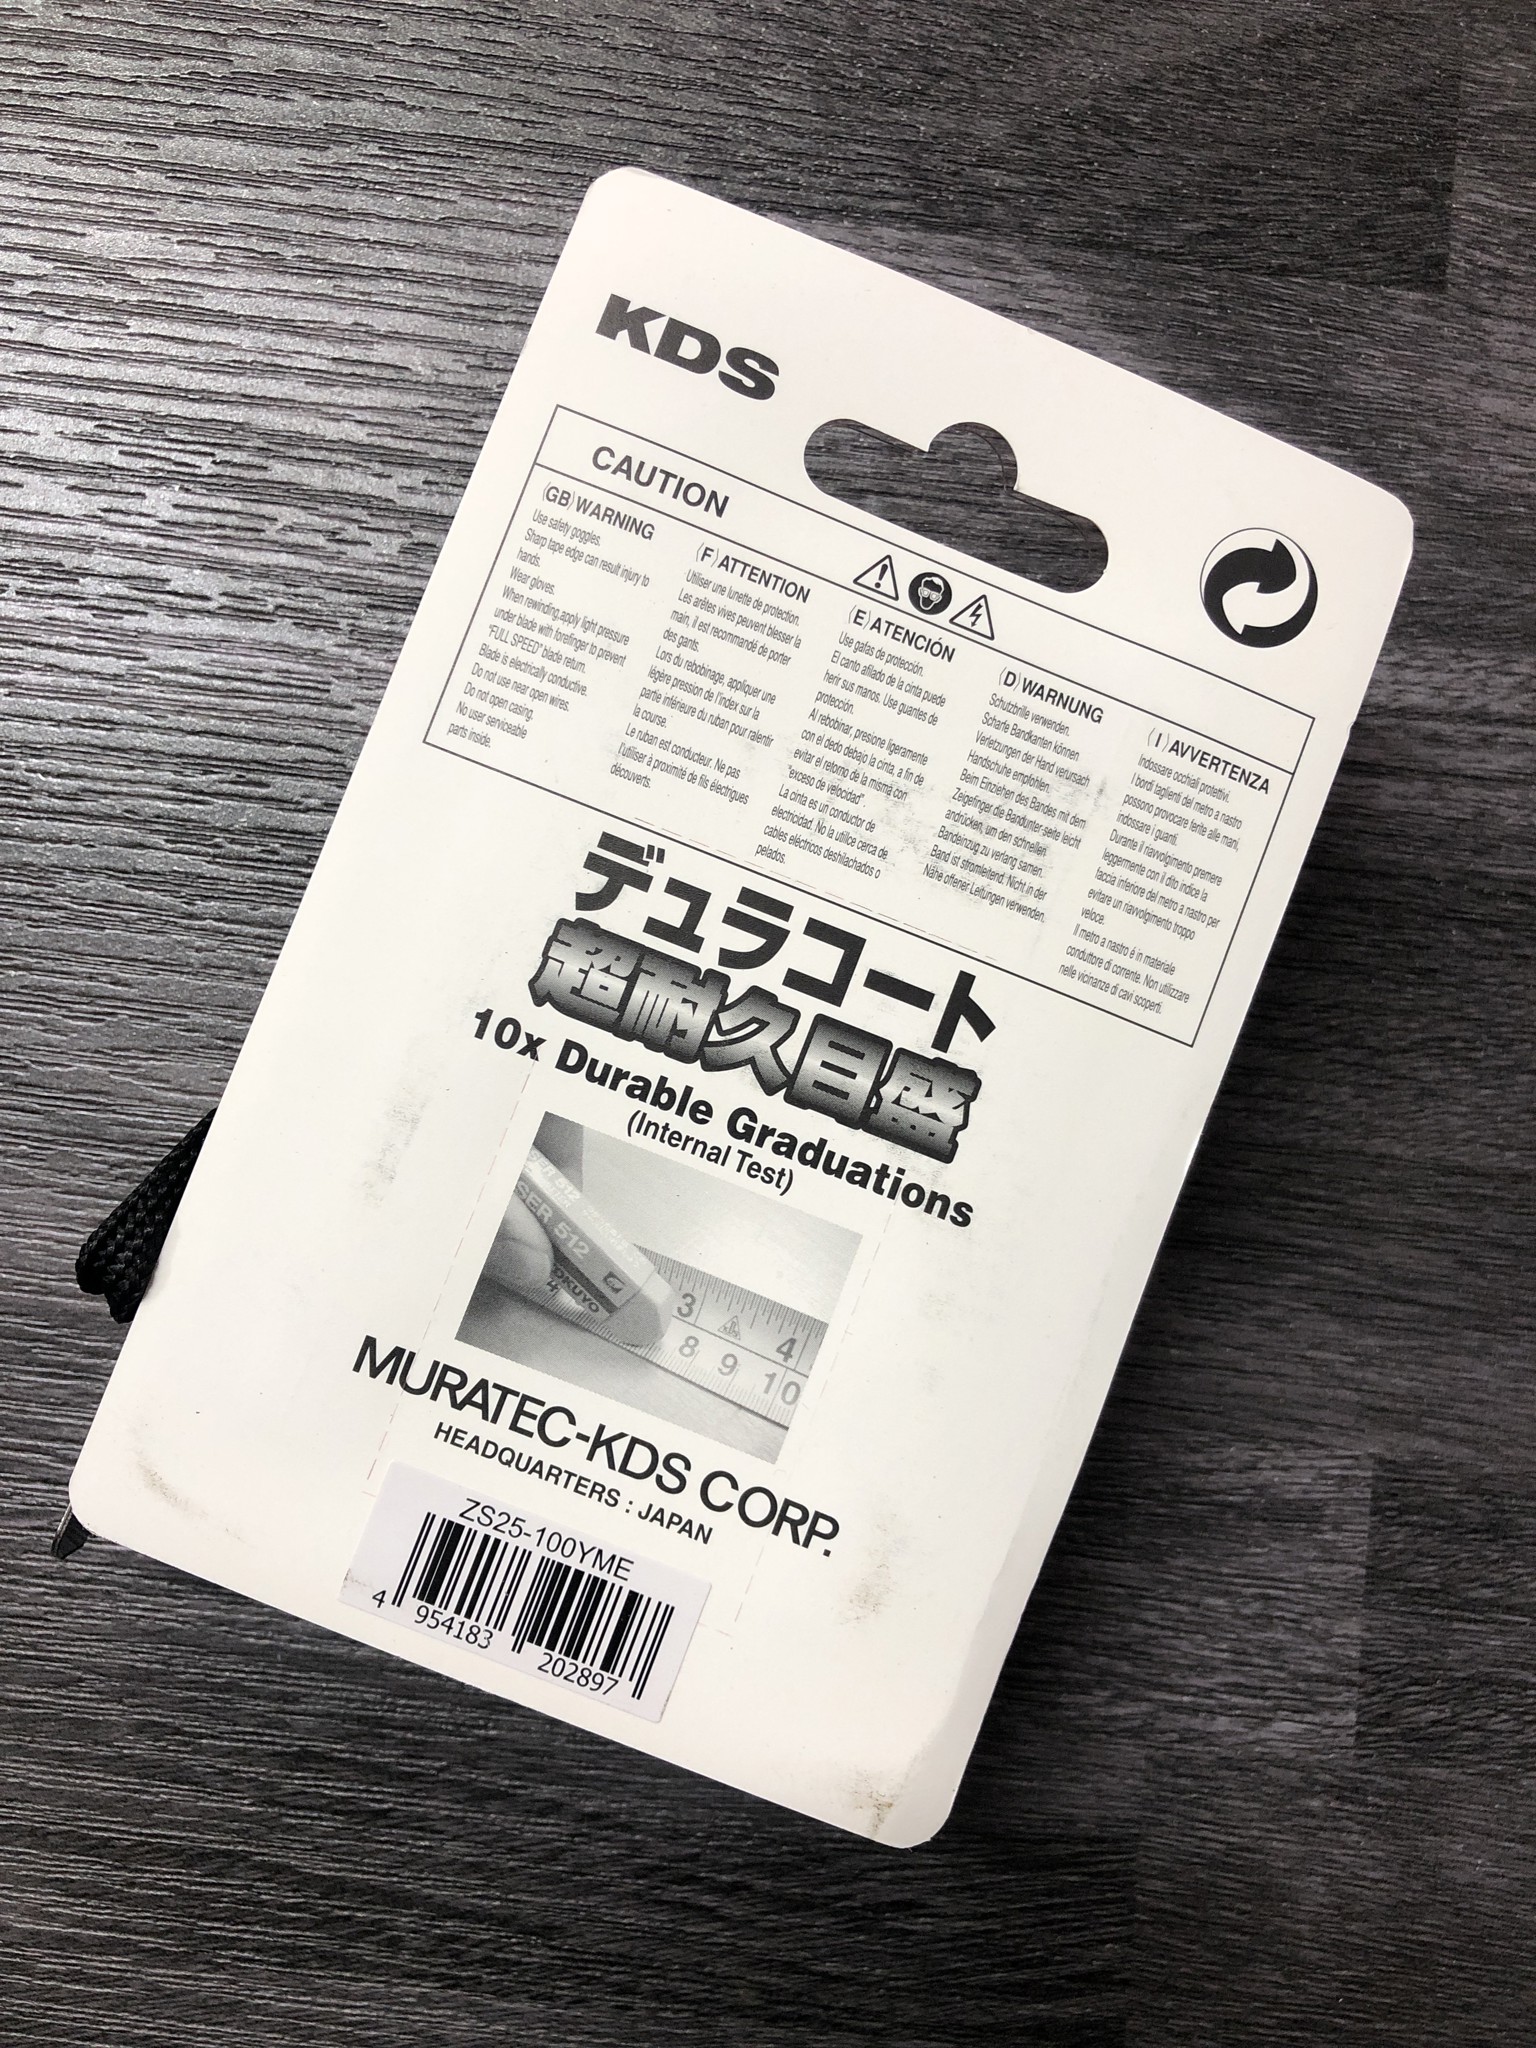 KDS
CAUTION
(GB) WARNING
Use safety goggles.
Sharp tape edge can result injury to
hands.
Wear gloves.
When rewinding,apply light pressure
under blade with forefinger to prevent
"FULL SPEED" blade return.
Blade is electrically conductive.
Do not use near open wires.
Do not open casing.
No user serviceable
parts inside.
(F) ATTENTION
Utiliser une lunette de protection.
Les arêtes vives peuvent blesser la
main, il est recommandé de porter
des gants.
Lors du rebobinage, appliquer une
légère pression de l'index sur la
partie inférieure du ruban pour ralentir
la course.
Le ruban est conducteur. Ne pas
l'utiliser à proximité de fils électriques
découverts.
(E) ATENCIÓN
Use gafas de protección.
El canto afilado de la cinta puede
herir sus manos. Use guantes de
protección.
Al rebobinar, presione ligeramente
con el dedo debajo la cinta, a fin de
evitar el retorno de la misma con
"exceso de velocidad".
La cinta es un conductor de
electricidad. No la utilice cerca de
cables eléctricos deshilachados o
pelados.
(D) WARNUNG
Schutzbrille verwenden.
Scharfe Bandkanten können
Verletzungen der Hand verursach
Handschuhe empfohlen.
Beim Einziehen des Bandes mit dem
Zeigefinger die Bandunter-seite leicht
andrücken, um den schnellen
Bandeinzug zu verlang samen.
Band ist stromleitend. Nicht in der
Nähe offener Leitungen verwenden.
(I) AVVERTENZA
Indossare occhiali protettivi.
I bordi taglienti del metro a nastro
possono provocare ferite alle mani,
indossare i guanti.
Durante il riavvolgimento premere
leggermente con il dito indice la
faccia inferiore del metro a nastro per
evitare un riavvolgimento troppo
veloce.
Il metro a nastro é in materiale
conduttore di corrente. Non utilizzare
nelle vicinanze di cavi scoperti.
デュラコート
超耐久目盛
10x Durable Graduations
(Internal Test)
SER 512
KOKUYO
3 4
8 9 10
MURATEC-KDS CORP.
HEADQUARTERS : JAPAN
ZS25-100YME
4 954183 202897